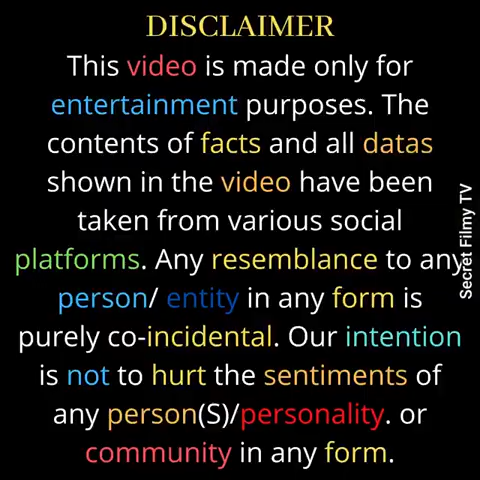 DISCLAIMER
This video is made only for
entertainment purposes. The
contents of facts and all datas
shown in the video have been
taken from various social
platforms. Any resemblance to any
person/ entity in any form is
purely co-incidental. Our intention
is not to hurt the sentiments of
any person(S)/personality. or
community in any form.
Secret Filmy TV